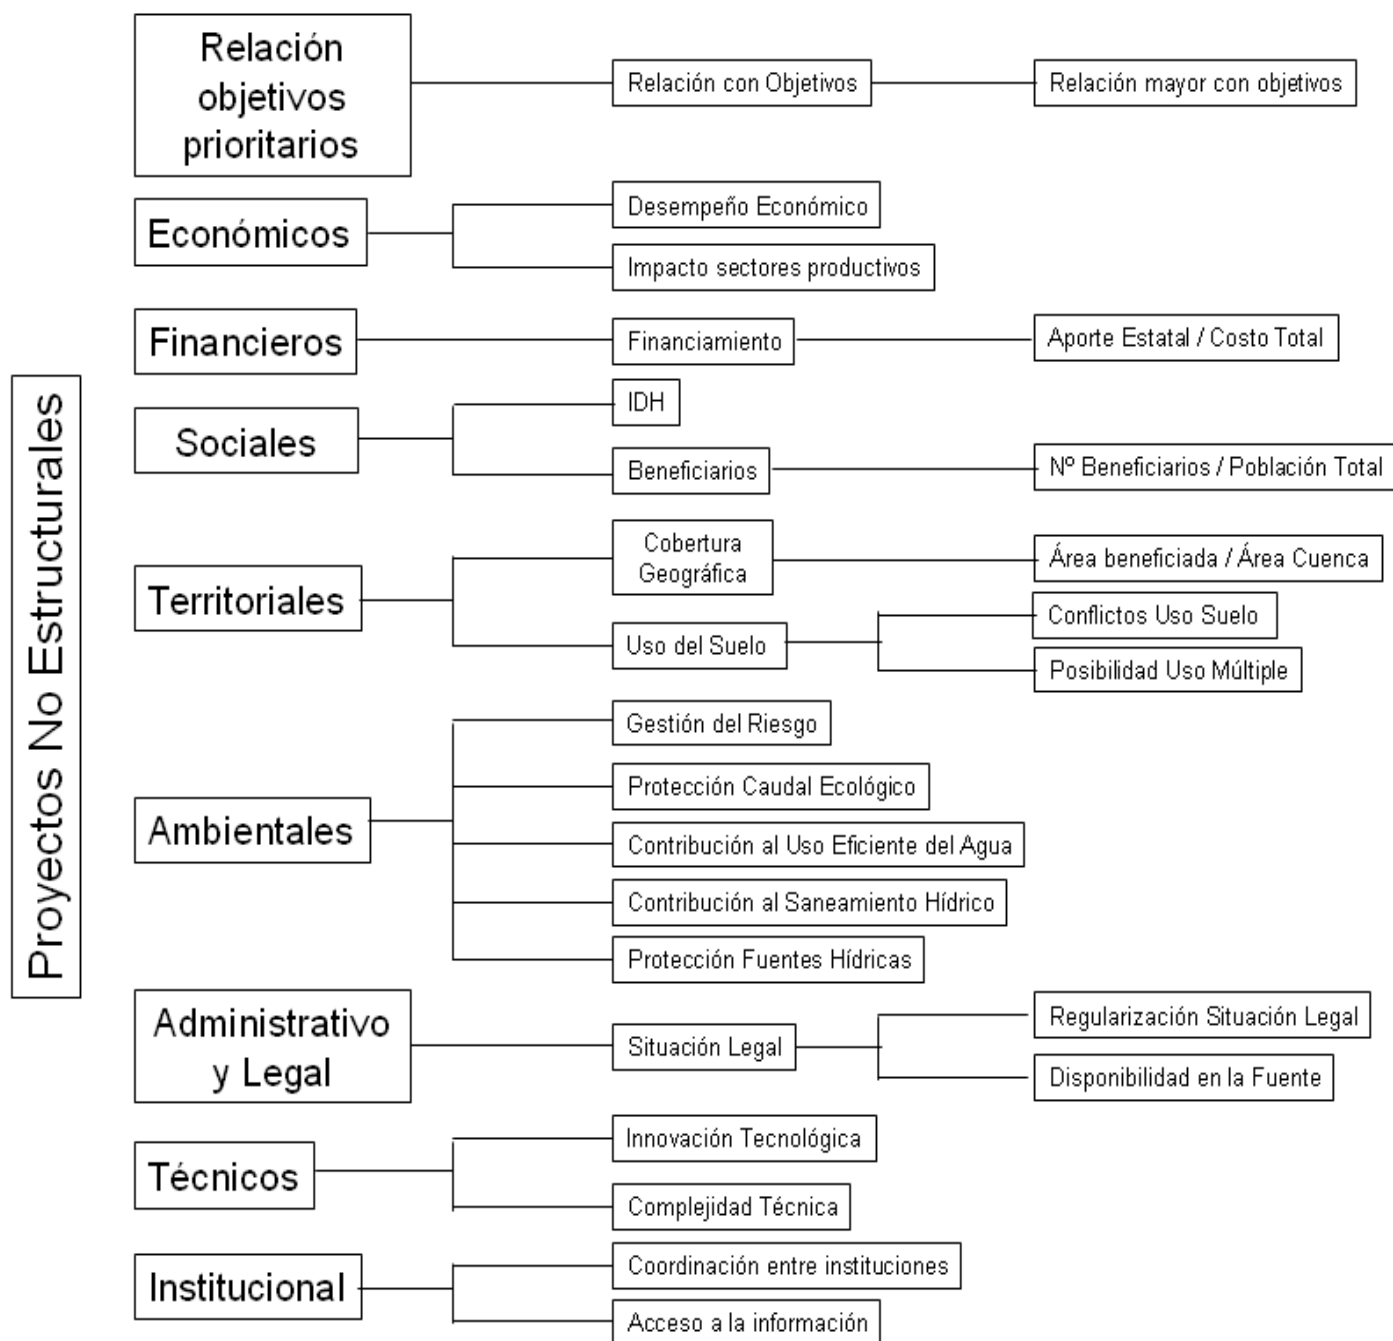 Proyectos No Estructurales
Relación
objetivos
prioritarios
Relación con Objetivos
Relación mayor con objetivos
Económicos
Desempeño Económico
Impacto sectores productivos
Financieros
Financiamiento
Aporte Estatal / Costo Total
Sociales
IDH
Beneficiarios
Nº Beneficiarios / Población Total
Territoriales
Cobertura
Geográfica
Área beneficiada / Área Cuenca
Uso del Suelo
Conflictos Uso Suelo
Posibilidad Uso Múltiple
Ambientales
Gestión del Riesgo
Protección Caudal Ecológico
Contribución al Uso Eficiente del Agua
Contribución al Saneamiento Hídrico
Protección Fuentes Hídricas
Administrativo
y Legal
Situación Legal
Regularización Situación Legal
Disponibilidad en la Fuente
Técnicos
Innovación Tecnológica
Complejidad Técnica
Institucional
Coordinación entre instituciones
Acceso a la información